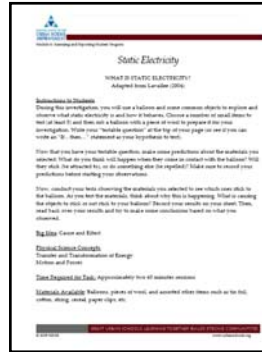 Static Electricity
WHAT IS STATIC ELECTRICITY?
Adapted from Lavallee (2004)
Instructions to Students
During this investigation, you will use a balloon and some common objects to explore and
observe what static electricity is and how it behaves. Choose a number of small items to
test (at least 5) and then rub a balloon with a piece of wool to prepare it for your
investigation. Write your "testable question" at the top of your page (or see if you can
write an "If... then..." statement as your hypothesis to test).
Now that you have your testable question, make some predictions about the materials you
selected. What do you think will happen when they come in contact with the balloon? Will
they stick (be attracted to), or do something else (be repelled)? Make sure to record your
predictions before starting your observations.
Now, conduct your tests observing the materials you selected to see which ones stick to
the balloon. As you test the materials, think about why this is happening. What is causing
the objects to stick or not stick to your balloon? Record your results on your sheet. Then,
read back over your results and try to make some conclusions based on what you
observed.
Big Idea: Cause and Effect
Physical Science Concepts:
Transfer and Transformation of Energy
Motion and Forces
Time Required for Task: Approximately two 45 minute sessions
Materials Available: Balloons, pieces of wool, and assorted other items such as tin foil,
cotton, string, cereal, paper clips, etc.